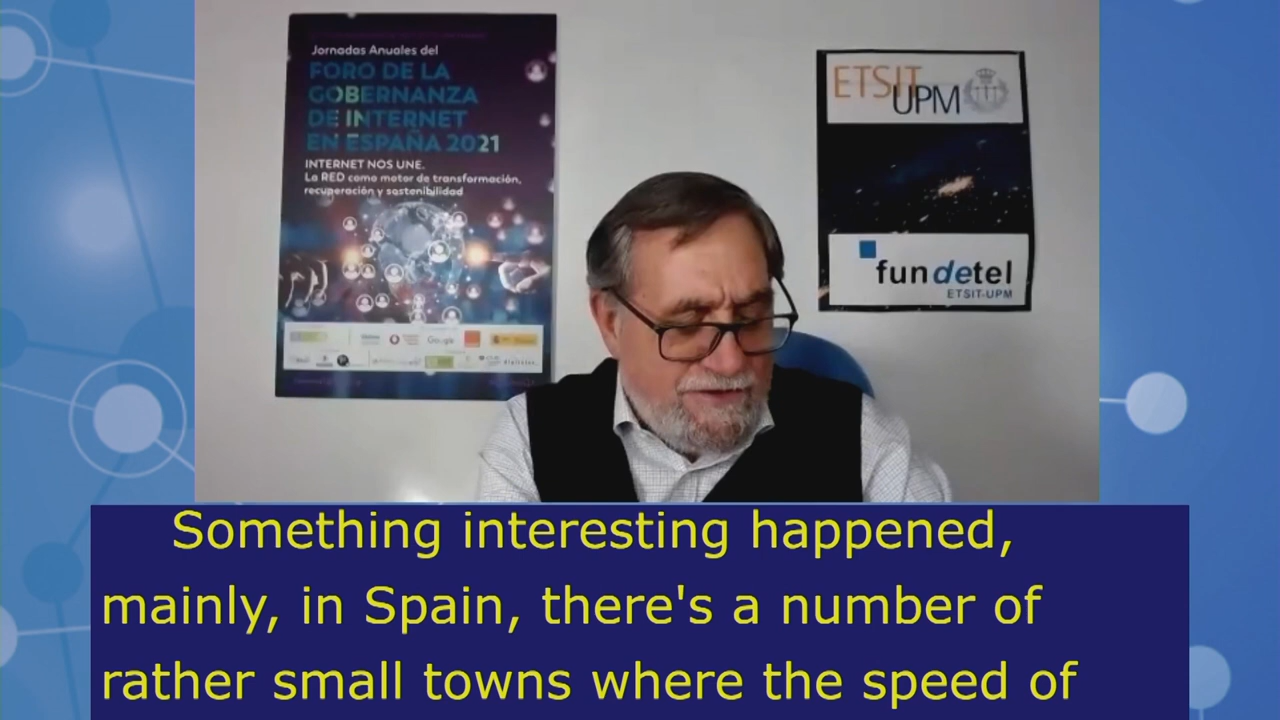 Jornadas Anuales del
FORO DE LA
GOBERNANZA
DE INTERNET
EN ESPAÑA 2021
INTERNET NOS UNE.
La RED como motor de transformación,
recuperación y sostenibilidad
Google
ETSIT
UPM
fundetel
ETSIT-UPM
Something interesting happened,
mainly, in Spain, there's a number of
rather small towns where the speed of